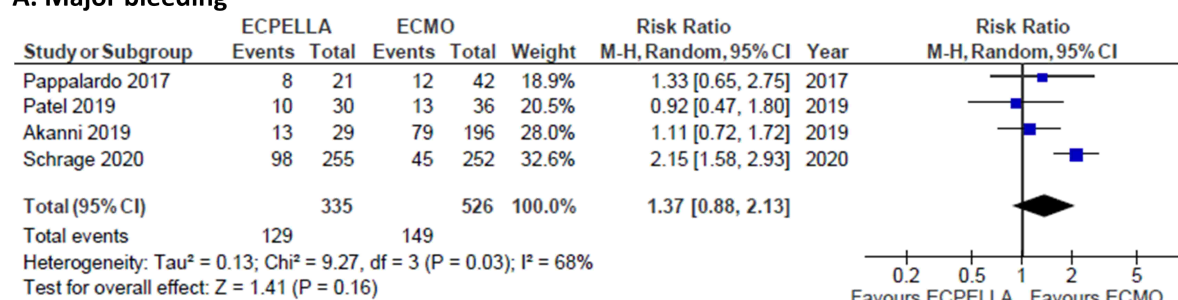 A. Major bleeding
ECPELLA ECMO Risk Ratio Risk Ratio
Study or Subgroup Events Total Events Total Weight M-H, Random, 95% CI Year M-H, Random, 95% CI
Pappalardo 2017 8 21 12 42 18.9% 1.33 [0.65, 2.75] 2017
Patel 2019 10 30 13 36 20.5% 0.92 [0.47, 1.80] 2019
Akanni 2019 13 29 79 196 28.0% 1.11 [0.72, 1.72] 2019
Schrage 2020 98 255 45 252 32.6% 2.15 [1.58, 2.93] 2020
Total (95% CI) 335 526 100.0% 1.37 [0.88, 2.13]
Total events 129 149
Heterogeneity: Tau² = 0.13; Chi² = 9.27, df = 3 (P = 0.03); I² = 68%
Test for overall effect: Z = 1.41 (P = 0.16)
0.2 0.5 1 2 5
Favours ECPELLA Favours ECMO